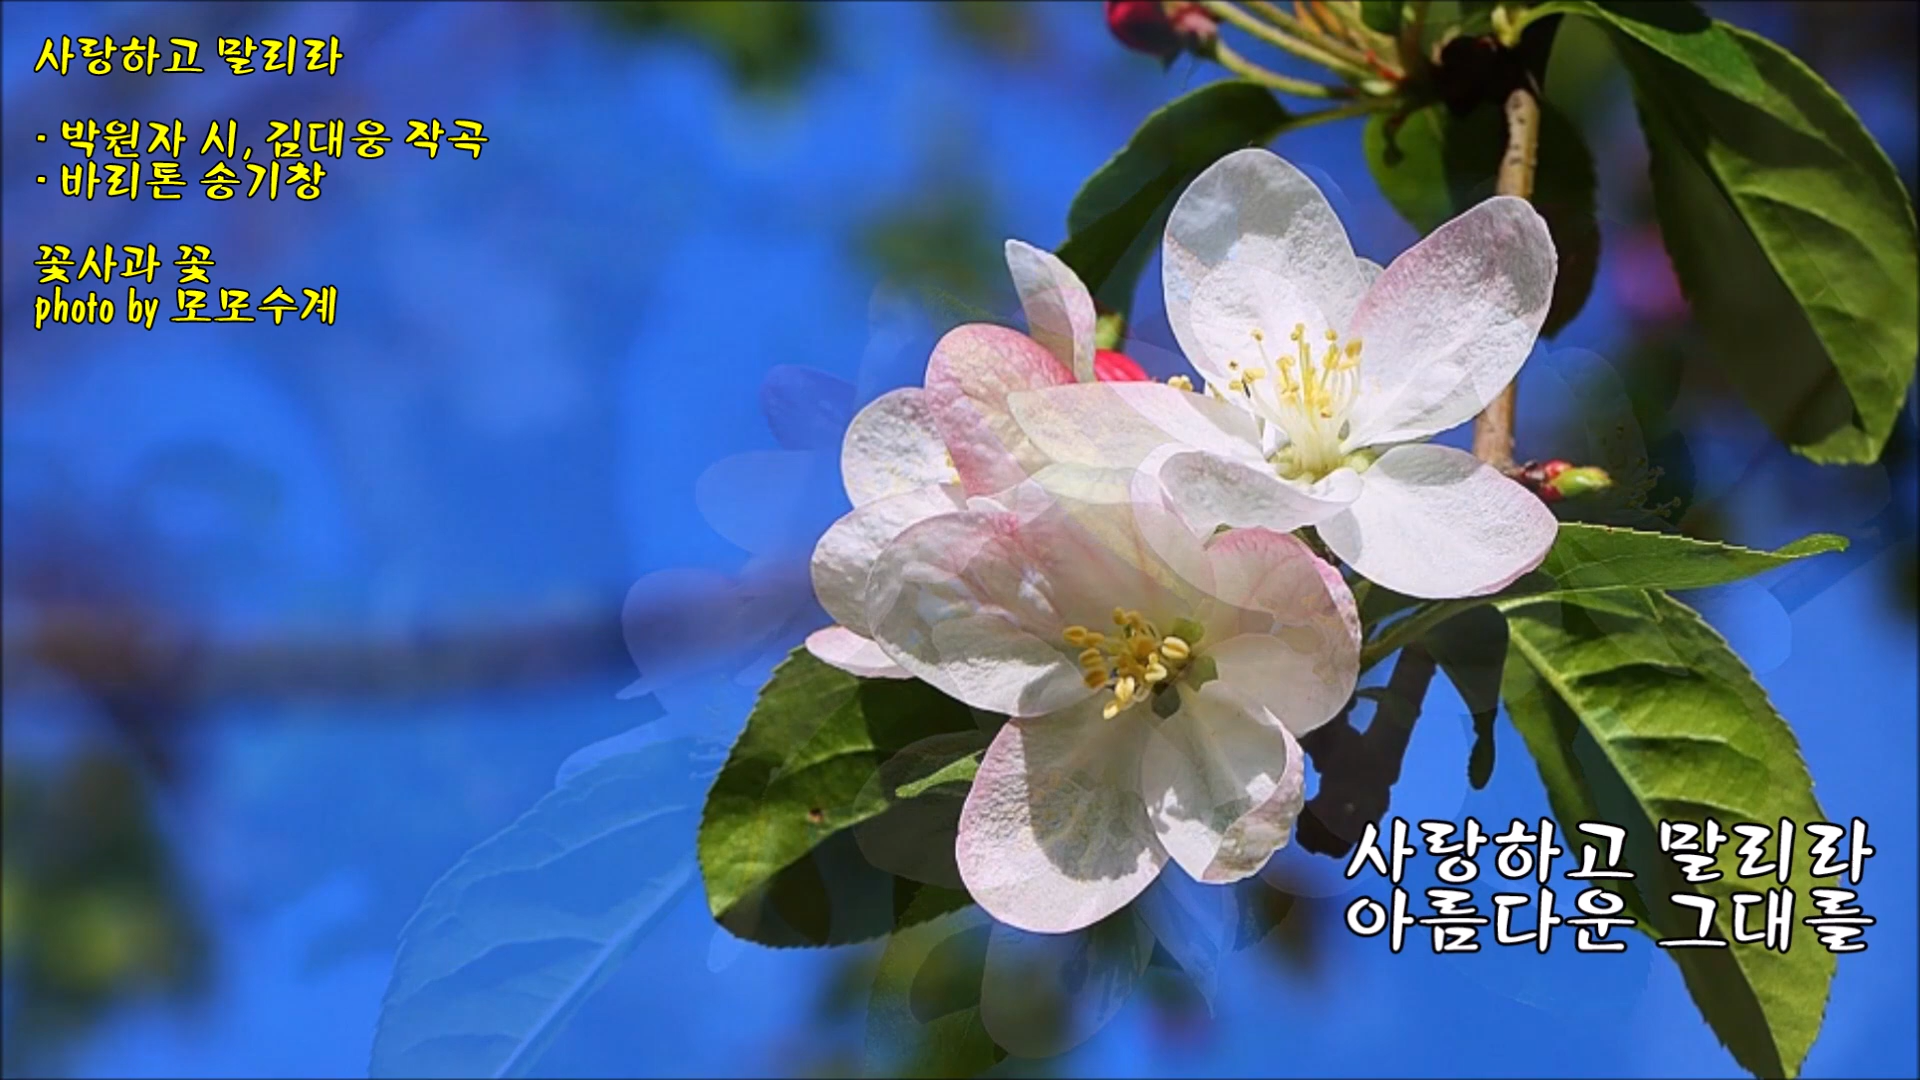 사랑하고 말리라
- 박원자 시, 김대웅 작곡
- 바리톤 송기창
꽃사과 꽃
photo by 모모수계
사랑하고 말리라
아름다운 그대를